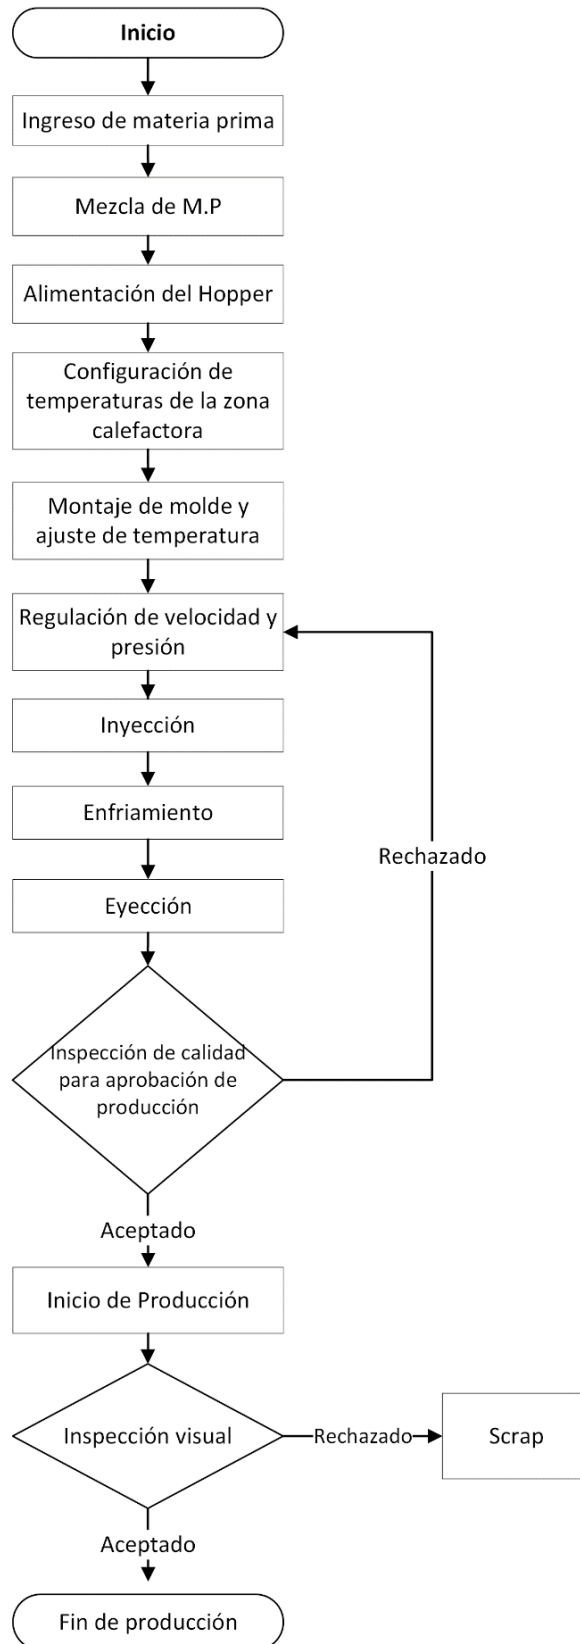 Inicio
Ingreso de materia prima
Mezcla de M.P
Alimentación del Hopper
Configuración de
temperaturas de la zona
calefactora
Montaje de molde y
ajuste de temperatura
Regulación de velocidad y
presión
Inyección
Enfriamiento
Rechazado
Eyección
Inspección de calidad
para aprobación de
producción
Aceptado
Inicio de Producción
Inspección visual
Rechazado
Scrap
Aceptado
Fin de producción